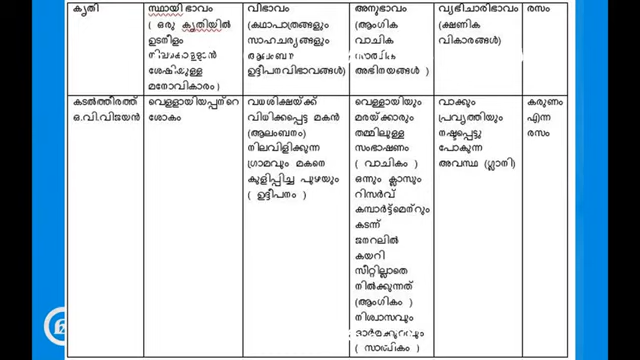 കൃതി
സ്ഥായി ഭാവം
( ഒരു കൃതിയിൽ
ഉടനീളം
ശേഷിയുള്ള
മനോവികാരം )
വിഭാവം
(കഥാപാത്രങ്ങളും
സാഹചര്യങ്ങളും
ഉദ്ദീപനവിഭാവങ്ങൾ)
അനുഭാവം
(ആംഗിക
വാചിക
സാത്വിക
അഭിനയങ്ങൾ )
വ്യഭിചാരിഭാവം
(ക്ഷണിക
വികാരങ്ങൾ)
രസം
കടൽത്തീരത്ത്
ഒ.വി.വിജയൻ
വെള്ളായിയപ്പന്റെ
ശോകം
വധശിക്ഷയ്ക്ക്
വിധിക്കപ്പെട്ട മകൻ
(ആലംബനം)
നിലവിളിക്കുന്ന
ഗ്രാമവും മകനെ
കുളിപ്പിച്ച പുഴയും
( ഉദ്ദീപനം )
വെള്ളായിയും
മരയ്ക്കാരും
തമ്മിലുള്ള
സംഭാഷണം
( വാചികം )
ഒന്നും ക്ലാസും
റിസർവ്
കമ്പാർട്ട്മെന്റും
കടന്ന്
ജനറലിൽ
കയറി
സീറ്റില്ലാതെ
നിൽക്കുന്നത്
(ആംഗികം )
നിശ്വാസവും
( സാത്വികം )
വാക്കും
പ്രവൃത്തിയും
നഷ്ടപ്പെട്ടു
പോകുന്ന
അവസ്ഥ (ഗ്ലാനി)
കരുണം
എന്ന
രസം